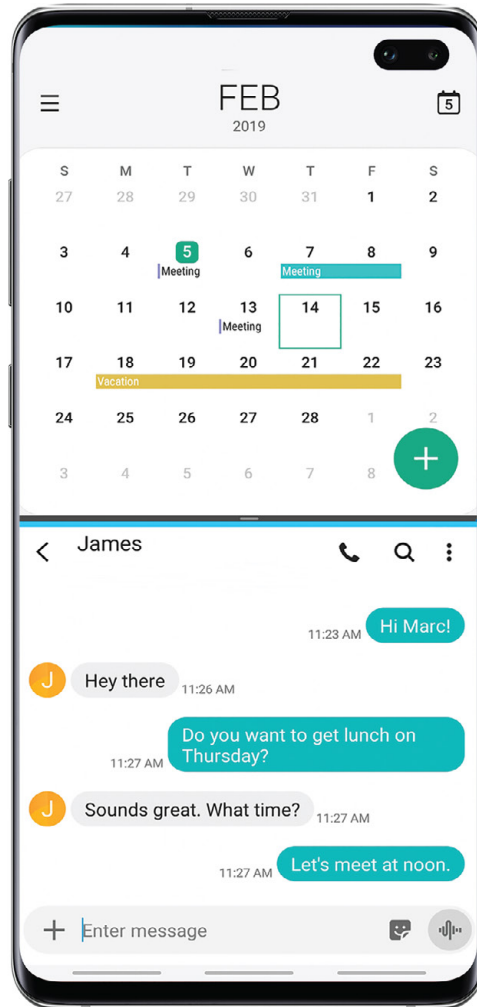 FEB
5
2019
S M T W T F S
27 28 29 30 31 1 2
3 4 5 6 7 8 9
Meeting Meeting
10 11 12 13 14 15 16
Meeting
17 18 19 20 21 22 23
Vacation
24 25 26 27 28 1 2
3 4 5 6 7 8
James
11:23 AM Hi Marc!
J Hey there 11:26 AM
Do you want to get lunch on
11:27 AM Thursday?
J Sounds great. What time? 11:27 AM
11:27 AM Let's meet at noon.
Enter message